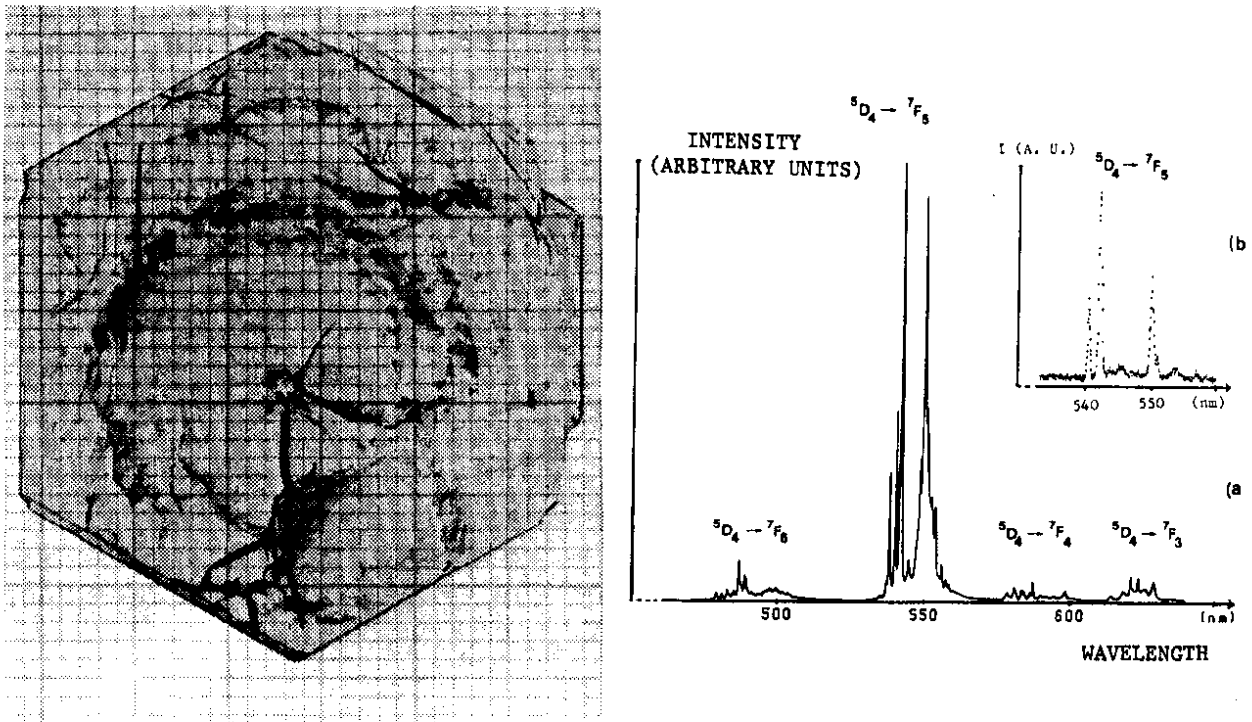 ⁵D₄ → ⁷F₅
INTENSITY
(ARBITRARY UNITS)
I (A. U.)
⁵D₄ → ⁷F₅
(b
540 550 (nm)
(a
⁵D₄ → ⁷F₆
⁵D₄ → ⁷F₄
⁵D₄ → ⁷F₃
500 550 600 (nm)
WAVELENGTH